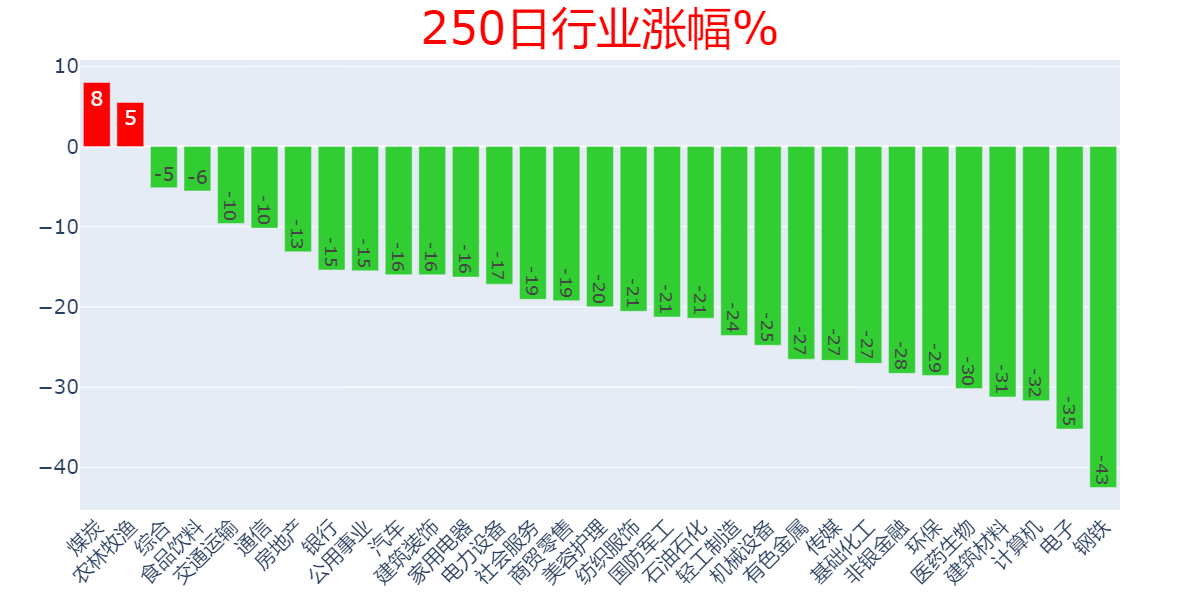 250日行业涨幅%
10
0
−10
−20
−30
−40
8
5
-5
-6
-10
-10
-13
-15
-15
-16
-16
-16
-17
-19
-19
-20
-21
-21
-21
-24
-25
-27
-27
-27
-28
-29
-30
-31
-32
-35
-43
煤炭
农林牧渔
综合
食品饮料
交通运输
通信
房地产
银行
公用事业
汽车
建筑装饰
家用电器
电力设备
社会服务
商贸零售
美容护理
纺织服饰
国防军工
石油石化
轻工制造
机械设备
有色金属
传媒
基础化工
非银金融
环保
医药生物
建筑材料
计算机
电子
钢铁